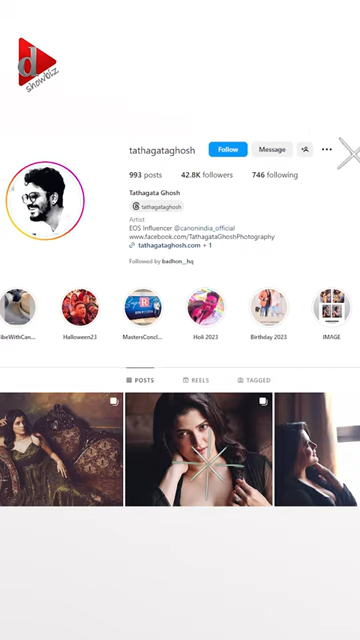 d
showbiz
tathagataghosh Follow Message
993 posts 42.8K followers 746 following
Tathagata Ghosh
tathagataghosh
Artist
EOS Influencer @canonindia_official
www.facebook.com/TathagataGhoshPhotography
tathagataghosh.com + 1
Followed by badhon__hq
ibeWithCan... Halloween23 MastersConcl... Holi 2023 Birthday 2023 IMAGE
POSTS REELS TAGGED